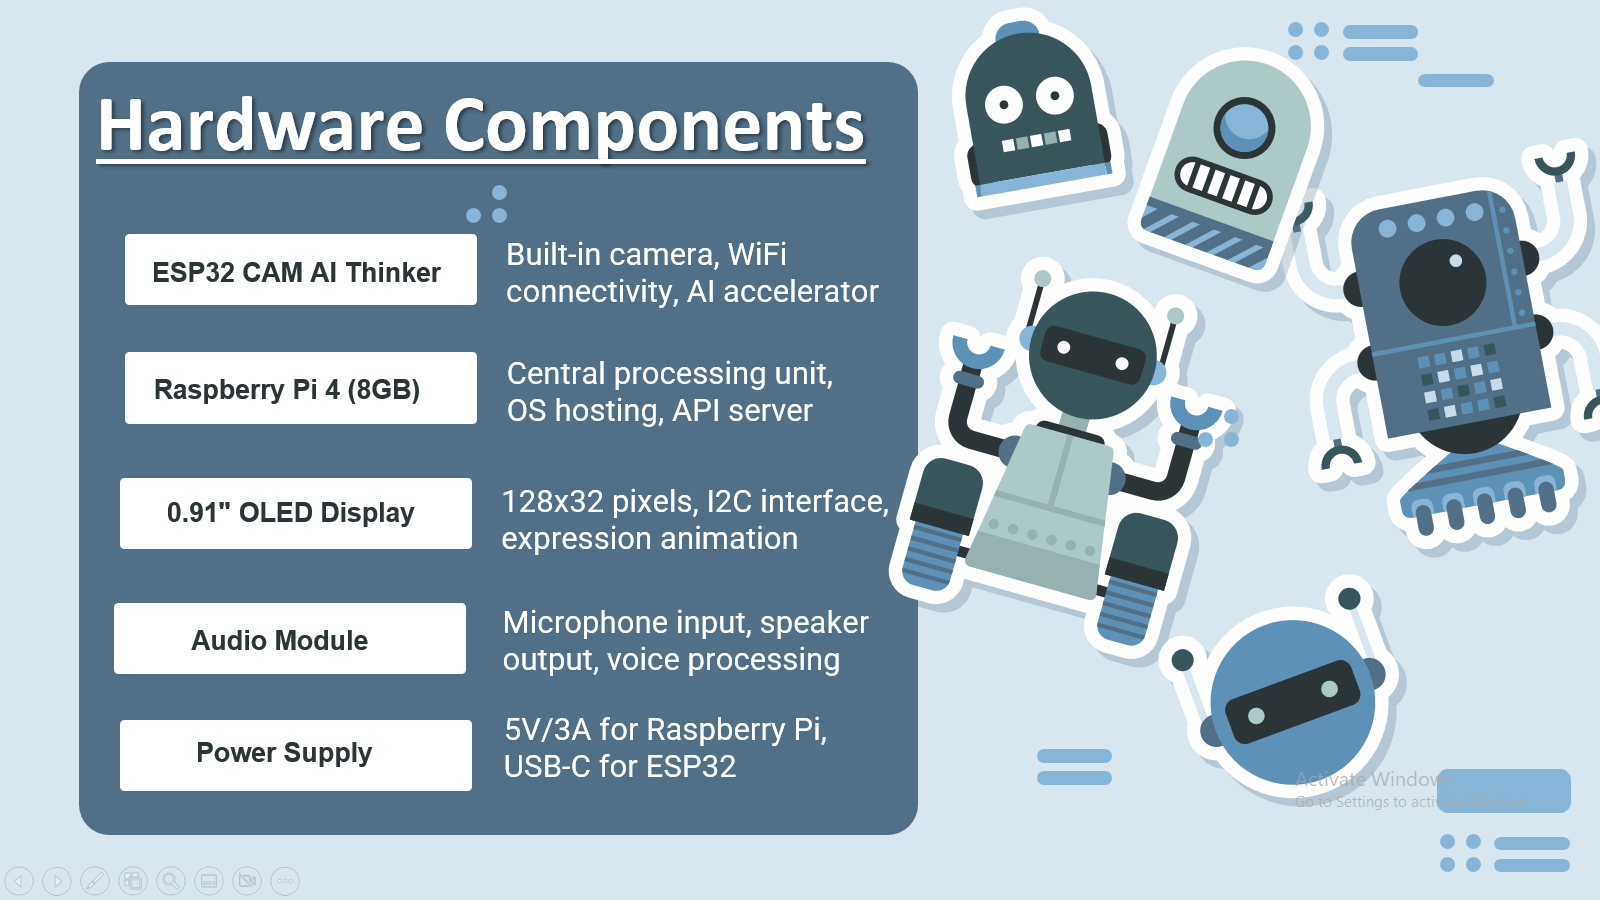 Hardware Components
ESP32 CAM AI Thinker
Built-in camera, WiFi
connectivity, AI accelerator
Raspberry Pi 4 (8GB)
Central processing unit,
OS hosting, API server
0.91" OLED Display
128x32 pixels, I2C interface,
expression animation
Audio Module
Microphone input, speaker
output, voice processing
Power Supply
5V/3A for Raspberry Pi,
USB-C for ESP32
Activate Windows
Go to Settings to activate Windows.